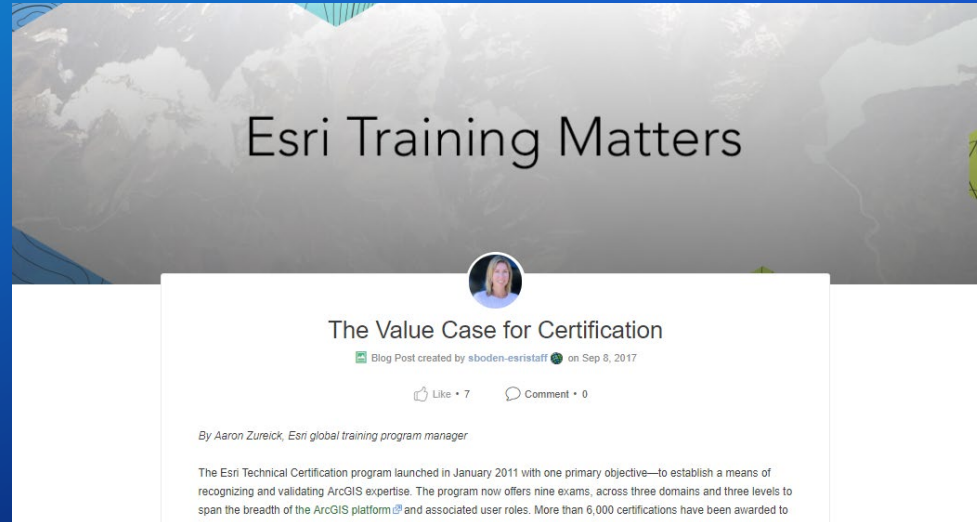 Esri Training Matters
The Value Case for Certification
Blog Post created by sboden-esristaff on Sep 8, 2017
Like • 7 Comment • 0
By Aaron Zureick, Esri global training program manager
The Esri Technical Certification program launched in January 2011 with one primary objective—to establish a means of
recognizing and validating ArcGIS expertise. The program now offers nine exams, across three domains and three levels to
span the breadth of the ArcGIS platform and associated user roles. More than 6,000 certifications have been awarded to